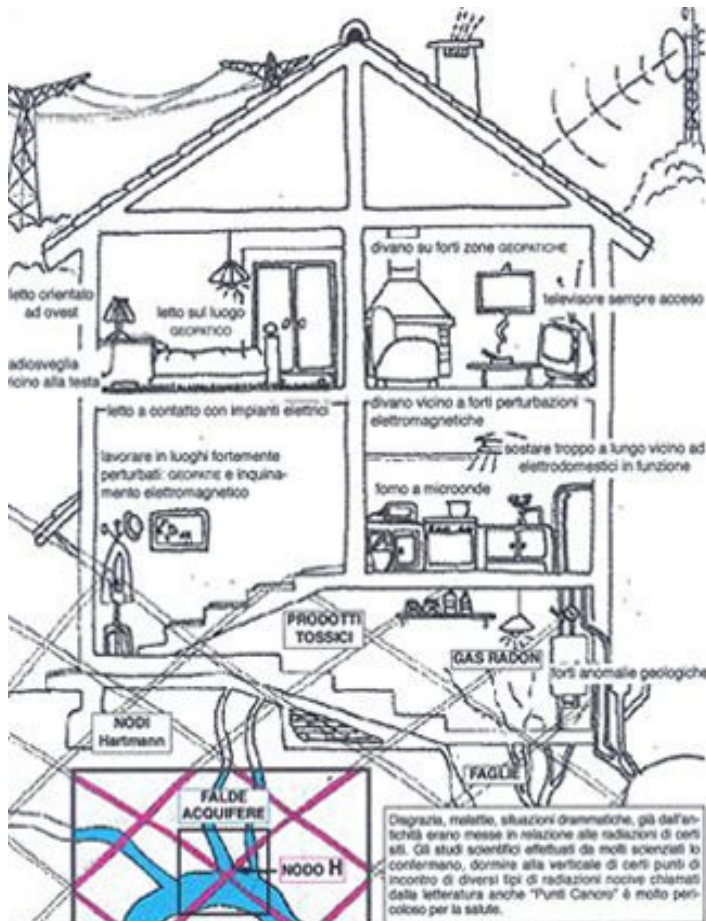 divano su forti zone GEOPATICHE
letto orientato
ad ovest
letto sul luogo
GEOPATICO
televisore sempre acceso
radiosveglia
vicino alla testa
letto a contatto con impianti elettrici
divano vicino a forti perturbazioni
elettromagnetiche
lavorare in luoghi fortemente
perturbati: GEOPATIE e inquina-
mento elettromagnetico
sostare troppo a lungo vicino ad
elettrodomestici in funzione
forno a microonde
PRODOTTI
TOSSICI
GAS RADON
forti anomalie geologiche
NODI
Hartmann
FAGLIE
FALDE
ACQUIFERE
NODO H
Disgrazia, malattie, situazioni drammatiche, già dall'an-
tichità erano messe in relazione alle radiazioni di certi
siti. Gli studi scientifici effettuati da molti scienziati lo
confermano, dormire alla verticale di certi punti di
incontro di diversi tipi di radiazioni nocive chiamati
dalla letteratura anche "Punti Cancro" è molto peri-
coloso per la salute.